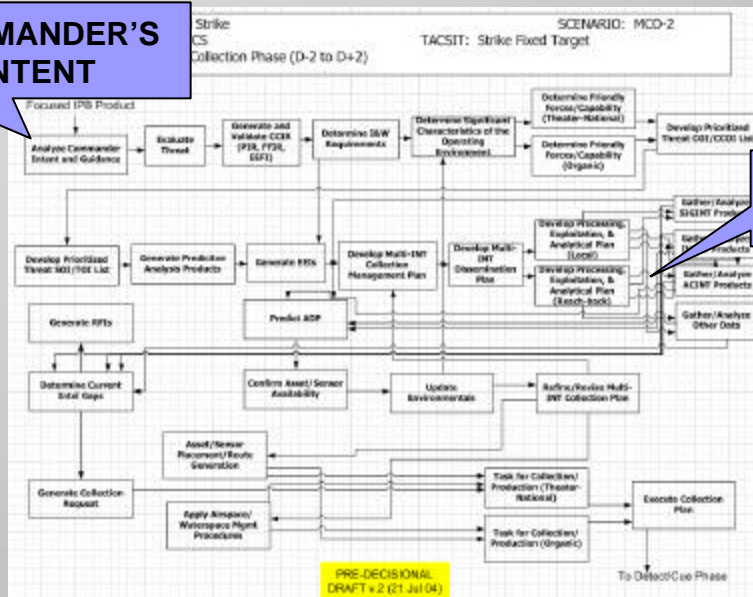 MANDER'S
NTENT
Strike
SCENARIO: MCO-2
CS
TACSIT: Strike Fixed Target
Collection Phase (D-2 to D+2)
Focused IPB Product
Analyze Commander
Intent and Guidance
Evaluate
Threat
Generate and
Validate CCIR
(PIR, FFIR,
EEFI)
Determine I&W
Requirements
Determine Significant
Characteristics of the
Operating
Environment
Determine Friendly
Forces/Capability
(Theater-National)
Determine Friendly
Forces/Capability
(Organic)
Develop Prioritized
Threat COI/CCOI List
Develop Prioritized
Threat NOI/TOI List
Generate Predictive
Analysis Products
Generate EEIs
Develop Multi-INT
Collection
Management Plan
Develop Multi-
INT
Dissemination
Plan
Develop Processing,
Exploitation, &
Analytical Plan
(Local)
Develop Processing,
Exploitation, &
Analytical Plan
(Reach-back)
Gather/Analyze
SIGINT Produ
Gather/Analyze
Products
Gather/Analyze
ACINT Products
Gather/Analyze
Other Data
Generate RFIs
Predict AOP
Determine Current
Intel Gaps
Confirm Asset/Sensor
Availability
Update
Environmentals
Refine/Revise Multi-
INT Collection Plan
Asset/Sensor
Placement/Route
Generation
Generate Collection
Request
Apply Airspace/
Waterspace Mgmt
Procedures
Task for Collection/
Production (Theater-
National)
Task for Collection/
Production (Organic)
Execute Collection
Plan
PRE-DECISIONAL
DRAFT v.2 (21 Jul 04)
To Detect/Cue Phase